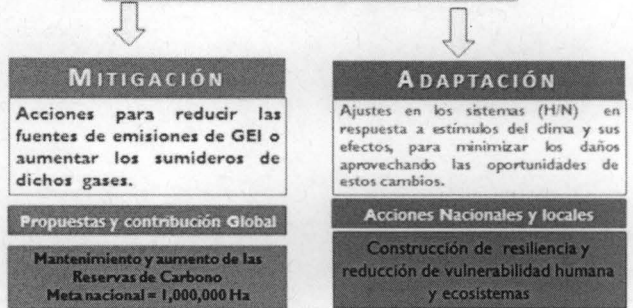 MITIGACIÓN
Acciones para reducir las
fuentes de emisiones de GEI o
aumentar los sumideros de
dichos gases.
Propuestas y contribución Global
Mantenimiento y aumento de las
Reservas de Carbono
Meta nacional = 1,000,000 Ha
ADAPTACIÓN
Ajustes en los sistemas (H/N) en
respuesta a estímulos del clima y sus
efectos, para minimizar los daños
aprovechando las oportunidades de
estos cambios.
Acciones Nacionales y locales
Construcción de resiliencia y
reducción de vulnerabilidad humana
y ecosistemas